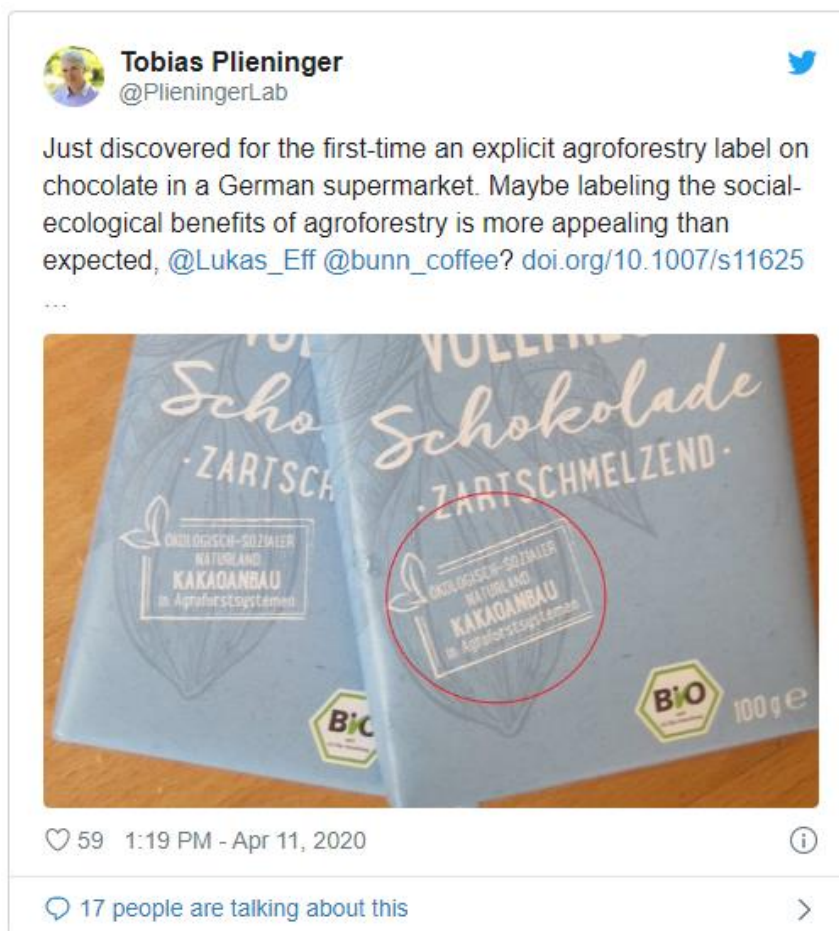 Tobias Plieninger
@PlieningerLab
Just discovered for the first-time an explicit agroforestry label on
chocolate in a German supermarket. Maybe labeling the social-
ecological benefits of agroforestry is more appealing than
expected, @Lukas_Eff @bunn_coffee? doi.org/10.1007/s11625
...
Scho
·ZARTSCH
ÖKOLOGISCH-SOZIALER
NATURLAND
KAKAOANBAU
in Agroforstsystemen
BiO
Schokolade
·ZARTSCHMELZEND·
ÖKOLOGISCH-SOZIALER
NATURLAND
KAKAOANBAU
in Agroforstsystemen
BiO
100 g e
59 1:19 PM - Apr 11, 2020
17 people are talking about this